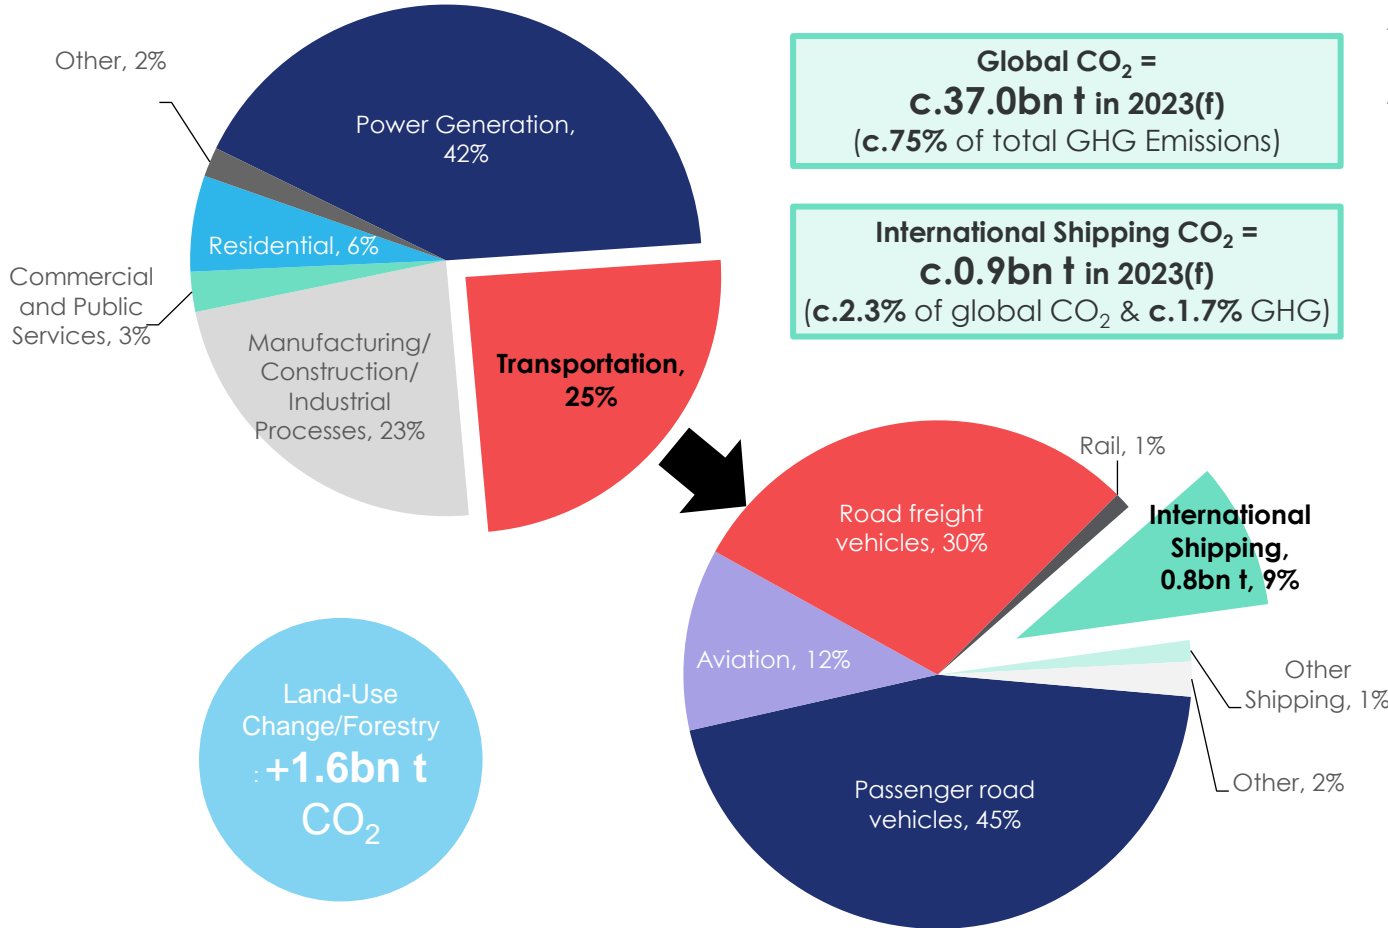 Other, 2%
Power Generation,
42%
Residential, 6%
Commercial
and Public
Services, 3%
Manufacturing/
Construction/
Industrial
Processes, 23%
Transportation,
25%
Global CO₂ =
c.37.0bn t in 2023(f)
(c.75% of total GHG Emissions)
International Shipping CO₂ =
c.0.9bn t in 2023(f)
(c.2.3% of global CO₂ & c.1.7% GHG)
Rail, 1%
Road freight
vehicles, 30%
International
Shipping,
0.8bn t, 9%
Aviation, 12%
Other
Shipping, 1%
Other, 2%
Passenger road
vehicles, 45%
Land-Use
Change/Forestry
: +1.6bn t
CO₂